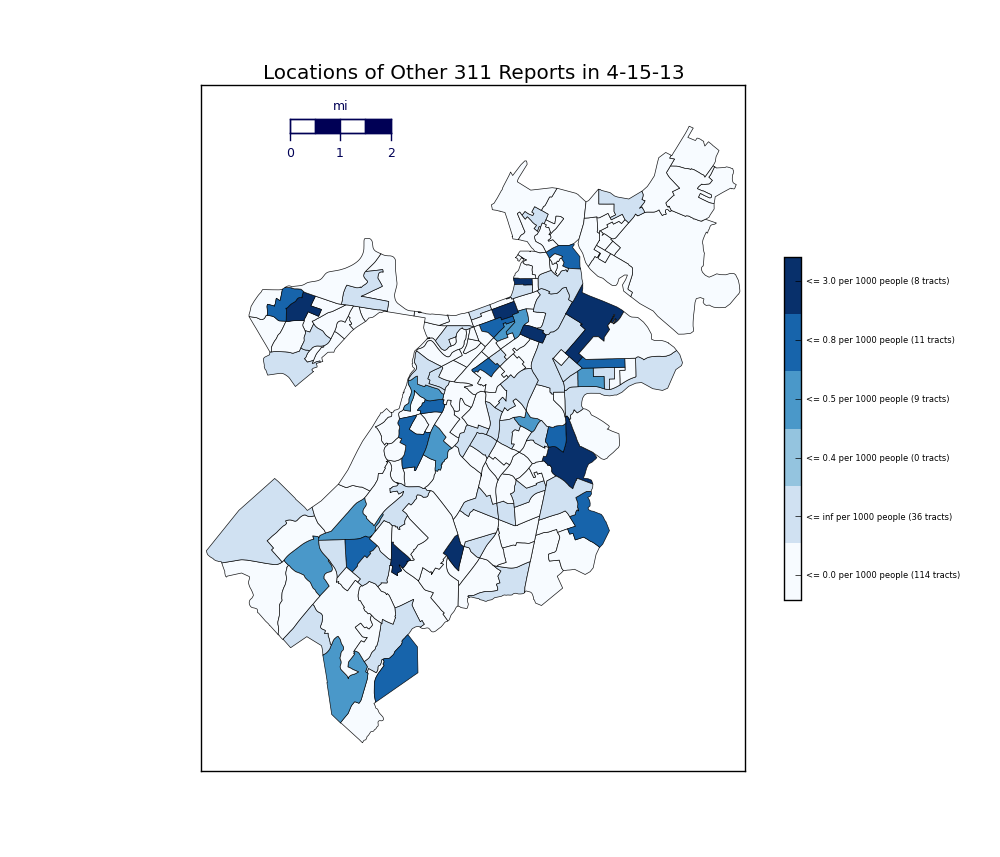 Locations of Other 311 Reports in 4-15-13
mi
0 1 2
<= 3.0 per 1000 people (8 tracts)
<= 0.8 per 1000 people (11 tracts)
<= 0.5 per 1000 people (9 tracts)
<= 0.4 per 1000 people (0 tracts)
<= inf per 1000 people (36 tracts)
<= 0.0 per 1000 people (114 tracts)